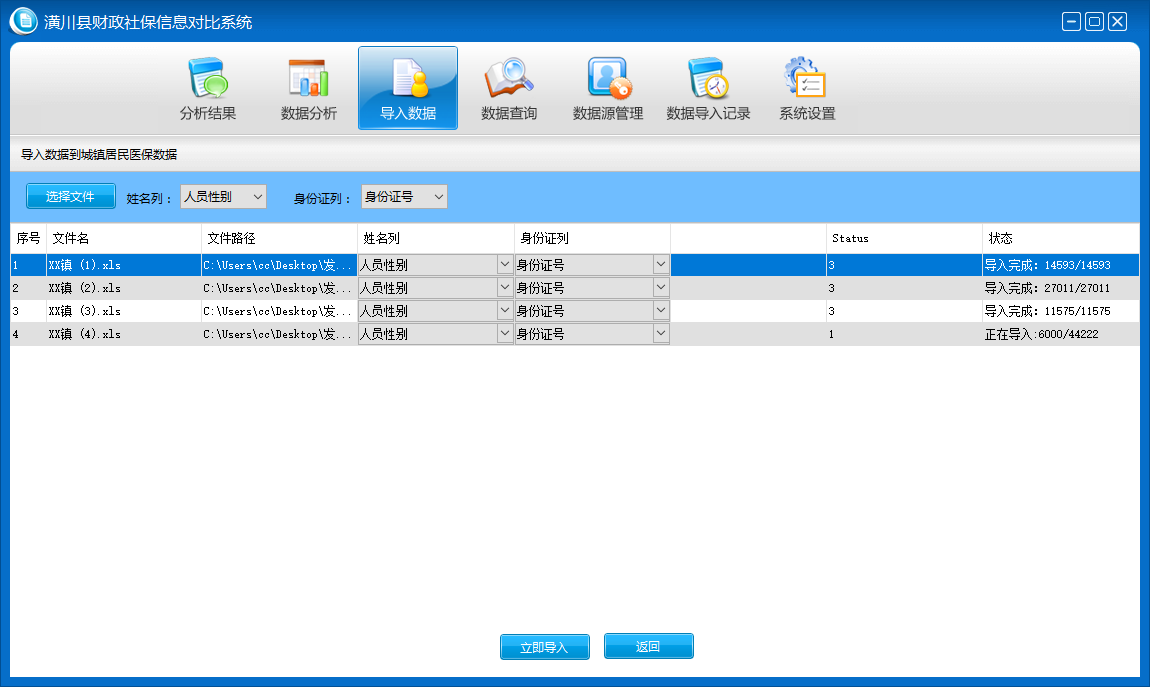 潢川县财政社保信息对比系统
分析结果 数据分析 导入数据 数据查询 数据源管理 数据导入记录 系统设置
导入数据到城镇居民医保数据
选择文件 姓名列： 人员性别 身份证列： 身份证号
序号 文件名 文件路径 姓名列 身份证列 Status 状态
1 XX镇 (1).xls C:\Users\cc\Desktop\发... 人员性别 身份证号 3 导入完成: 14593/14593
2 XX镇 (2).xls C:\Users\cc\Desktop\发... 人员性别 身份证号 3 导入完成: 27011/27011
3 XX镇 (3).xls C:\Users\cc\Desktop\发... 人员性别 身份证号 3 导入完成: 11575/11575
4 XX镇 (4).xls C:\Users\cc\Desktop\发... 人员性别 身份证号 1 正在导入:6000/44222
立即导入 返回